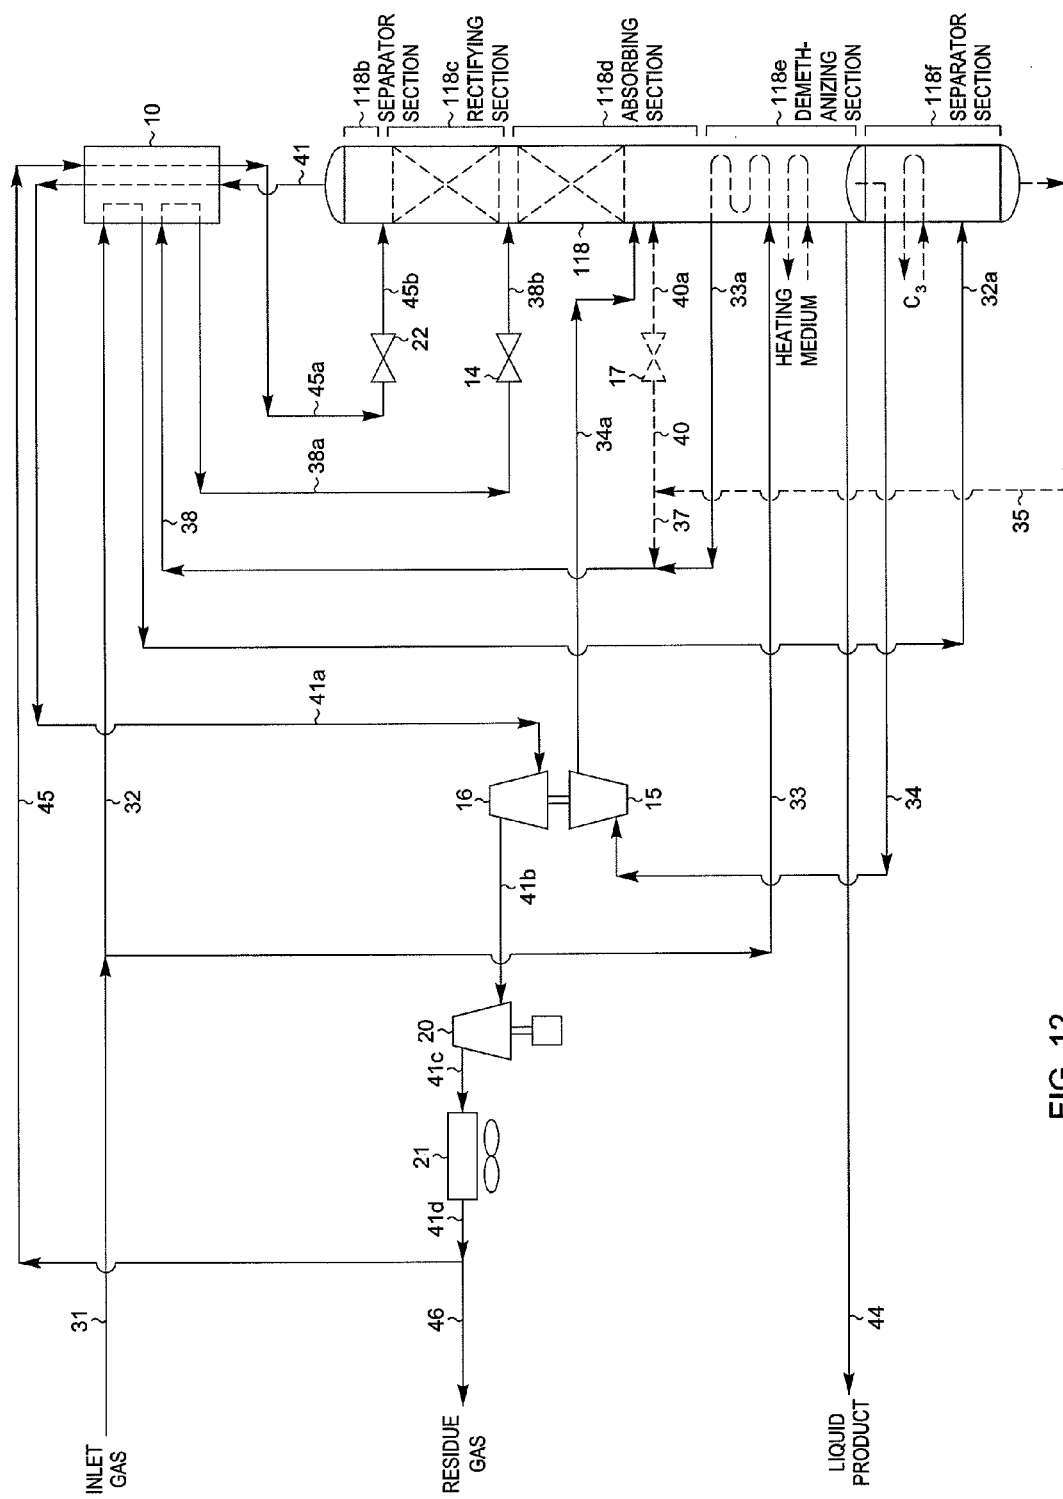 INLET
GAS
31
45
32
10
41a
38
38a
45a
41
RESIDUE
GAS
46
41d
21
41c
20
41b
16
15
34a
14
22
38b
45b
118b
SEPARATOR
SECTION
118c
RECTIFYING
SECTION
118
118d
ABSORBING
SECTION
37
40
17
40a
33a
33
HEATING
MEDIUM
118e
DEMETH-
ANIZING
SECTION
LIQUID
PRODUCT
44
34
C3
118f
SEPARATOR
SECTION
32a
35
FIG. 12